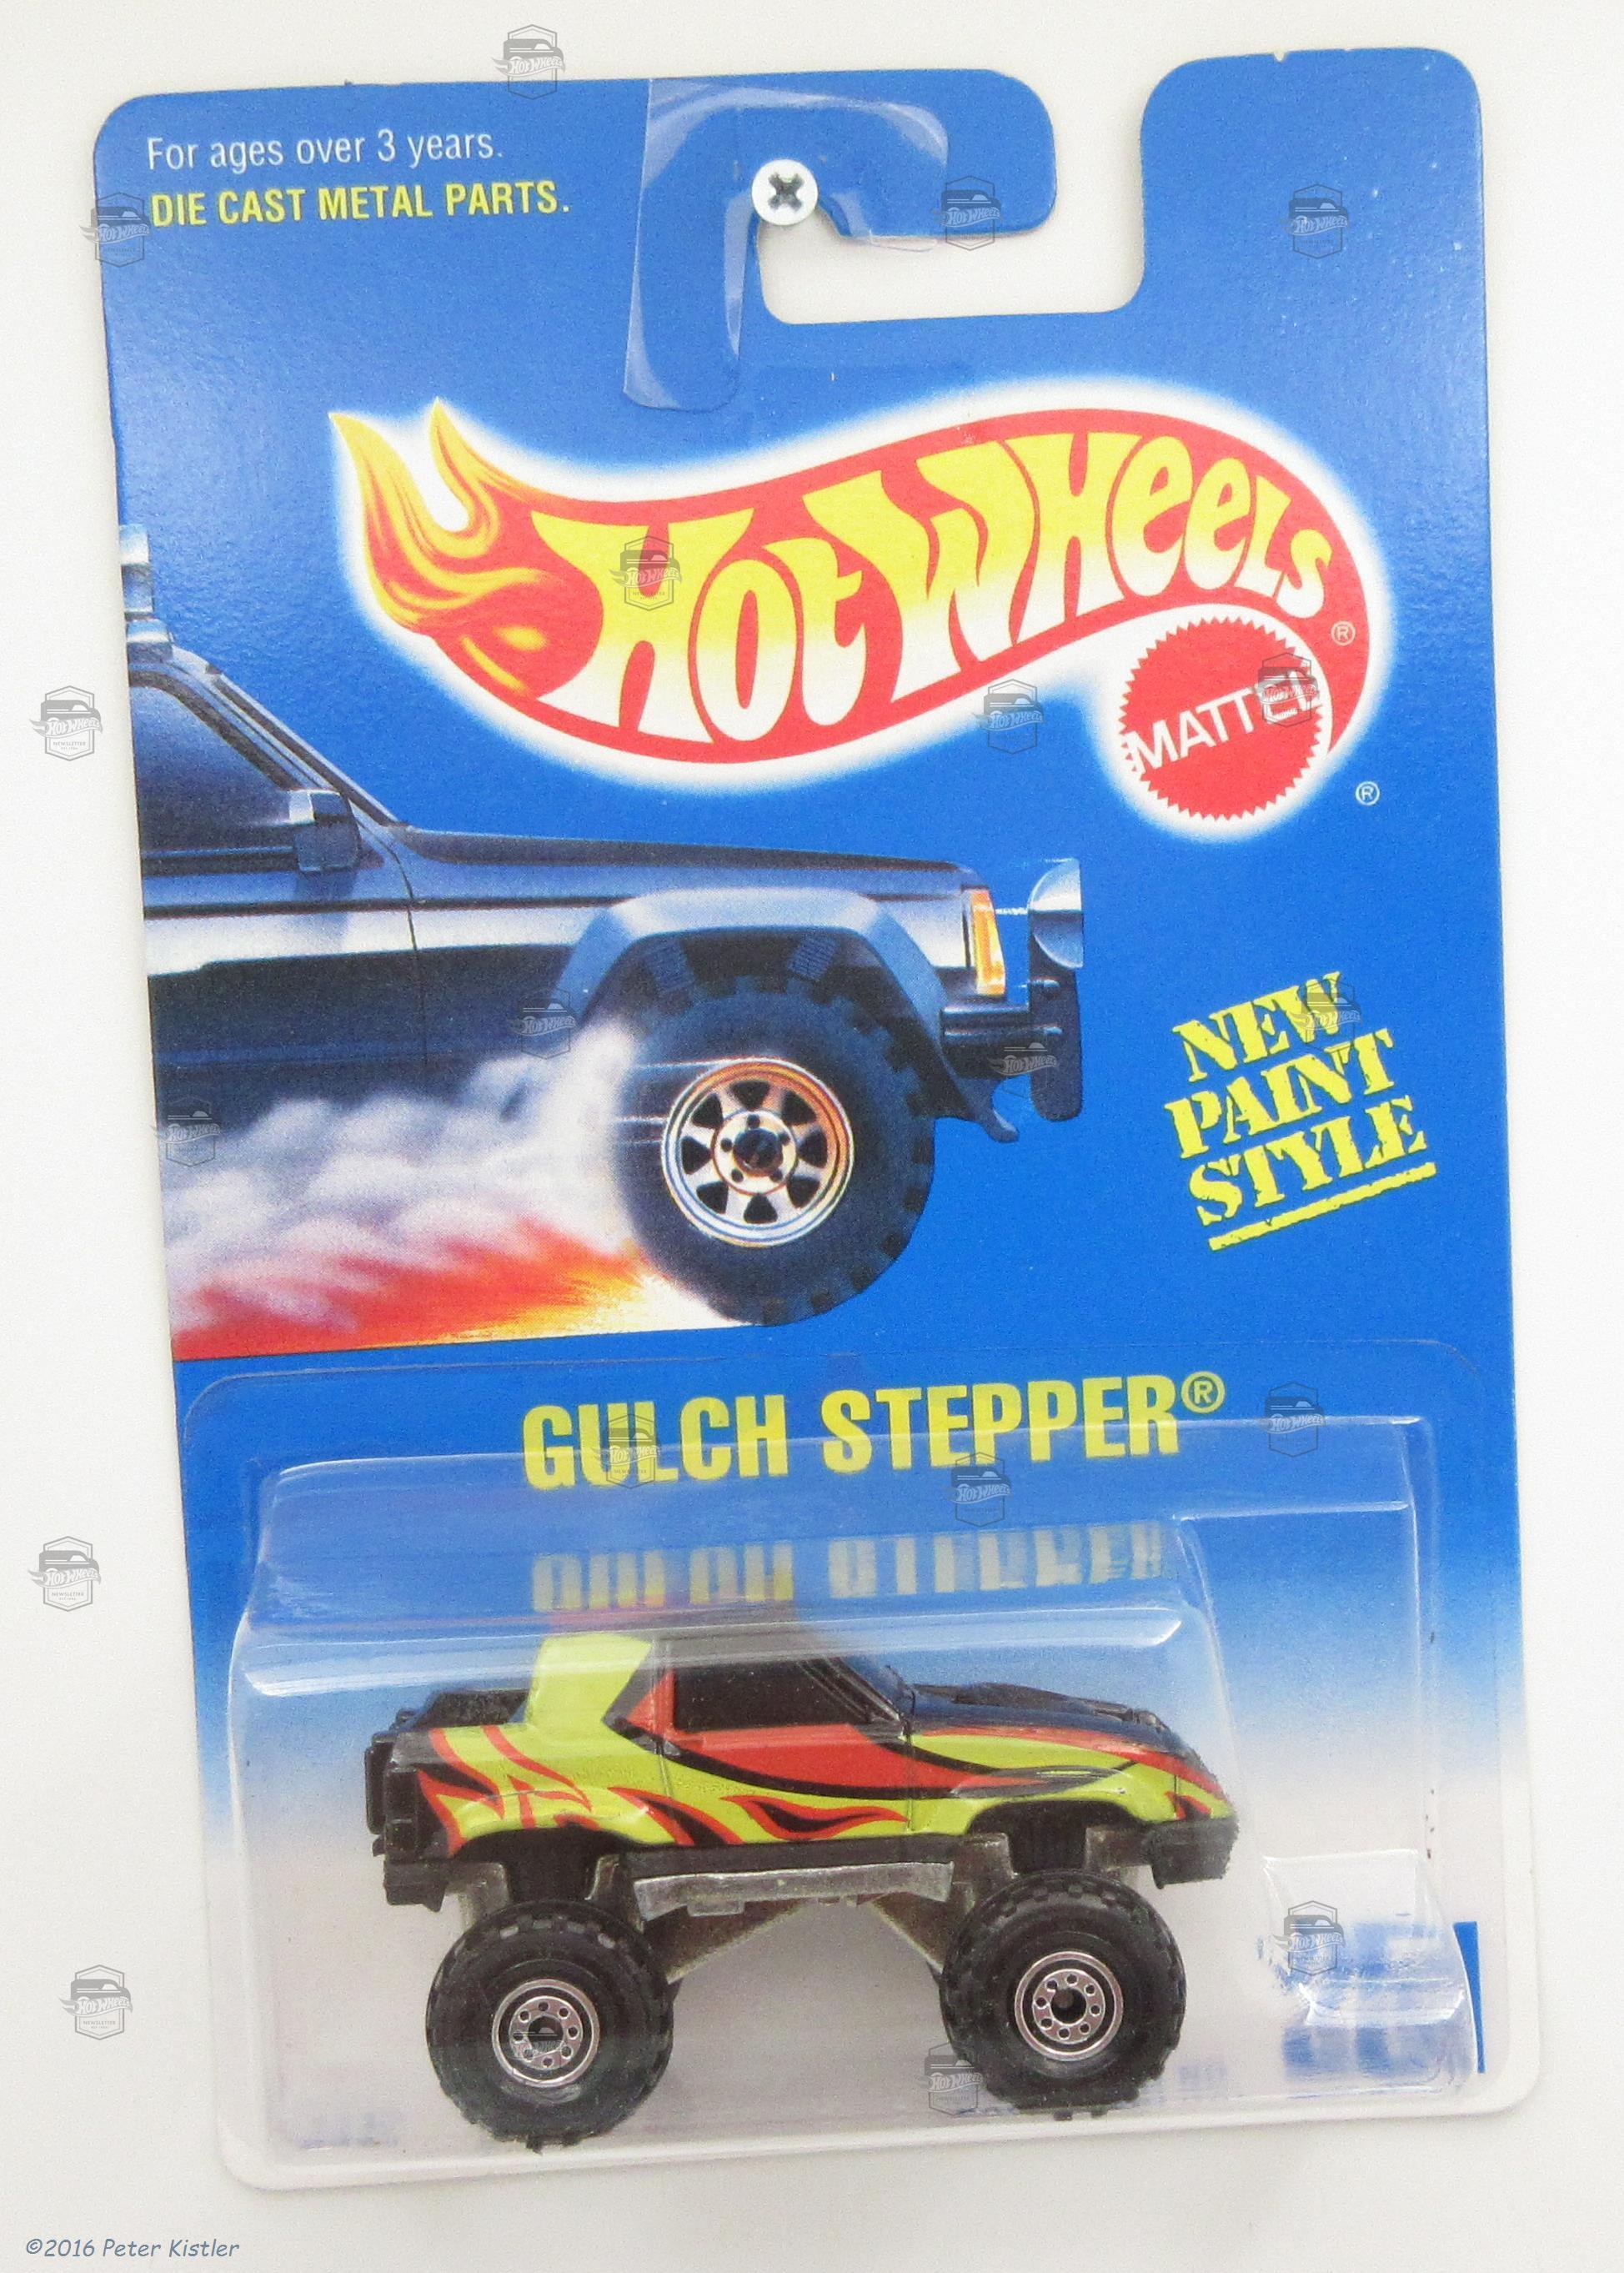 For ages over 3 years.
DIE CAST METAL PARTS.
Hot Wheels®
MATTEL
®
NEW
PAINT
STYLE
GULCH STEPPER®
©2016 Peter Kistler